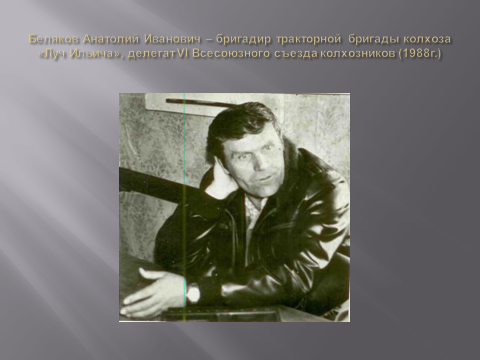 Беляков Анатолий Иванович – бригадир тракторной бригады колхоза
«Луч Ильича», делегат VI Всесоюзного съезда колхозников (1988г.)